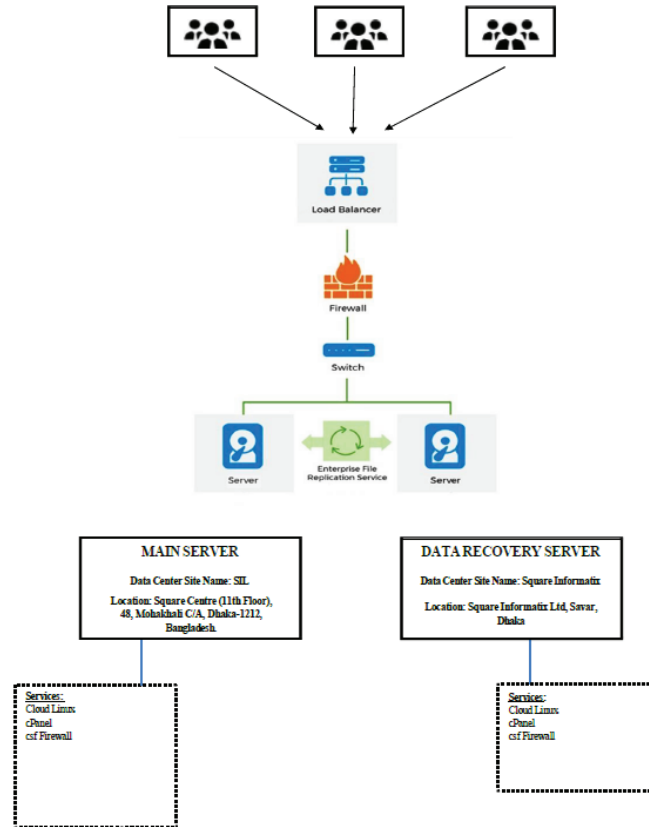 Load Balancer
Firewall
Switch
Server
Enterprise File
Replication Service
Server
MAIN SERVER
Data Center Site Name: SIL
Location: Square Centre (11th Floor),
48, Mohakhali C/A, Dhaka-1212,
Bangladesh.
DATA RECOVERY SERVER
Data Center Site Name: Square Informatix
Location: Square Informatix Ltd, Savar,
Dhaka
Services:
Cloud Linux
cPanel
csf Firewall
Services:
Cloud Linux
cPanel
csf Firewall